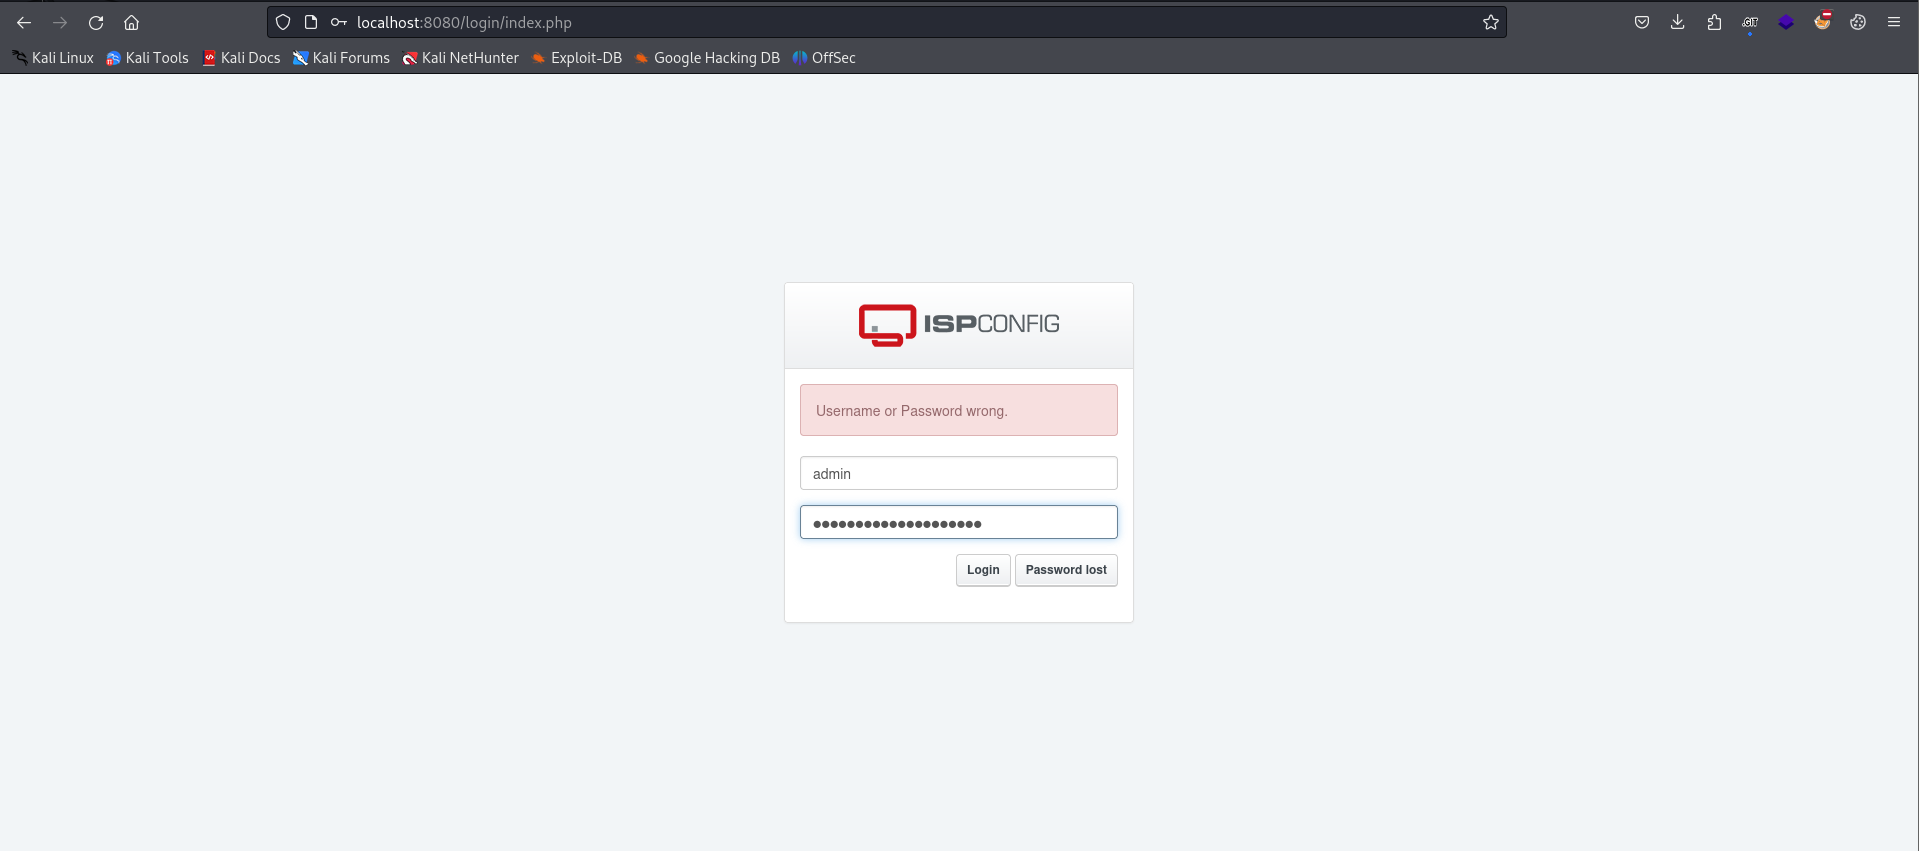 localhost:8080/login/index.php
.GIT
Kali Linux Kali Tools Kali Docs Kali Forums Kali NetHunter Exploit-DB Google Hacking DB OffSec
ISPCONFIG
Username or Password wrong.
admin
Login Password lost